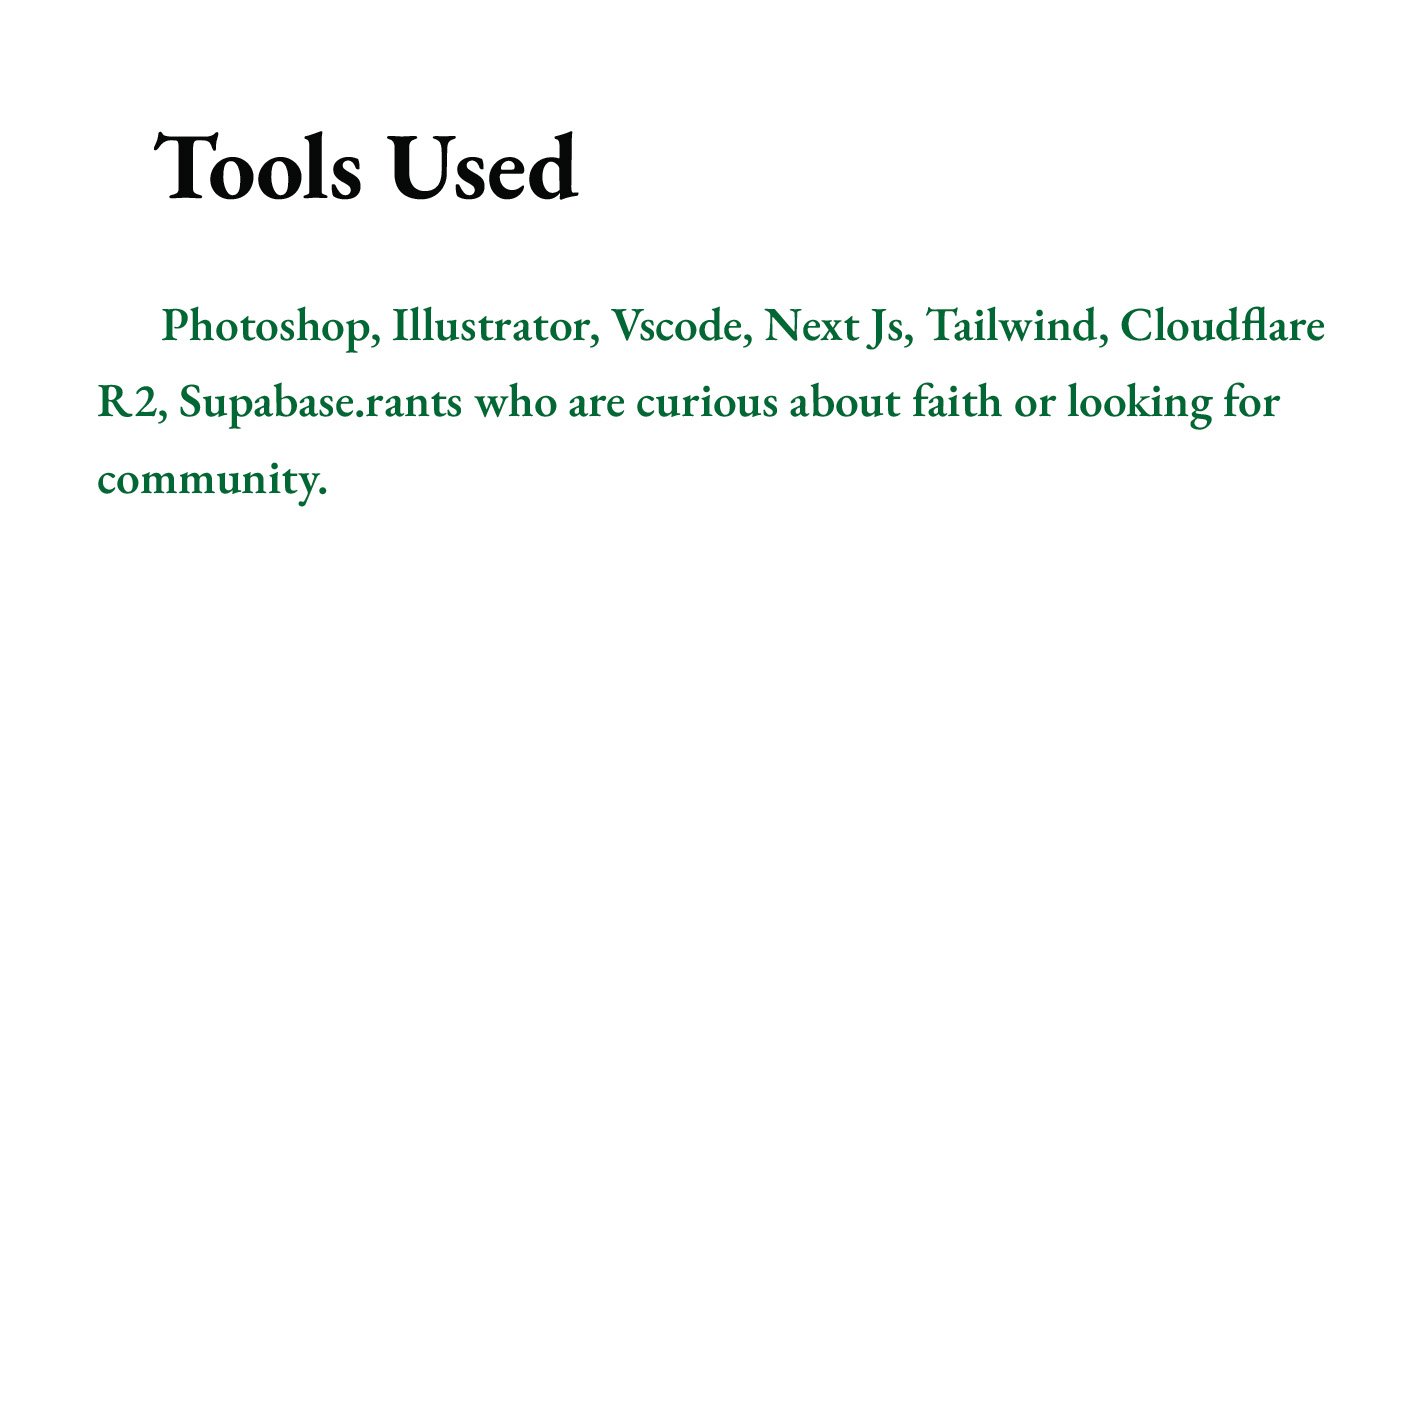 Tools Used
Photoshop, Illustrator, Vscode, Next Js, Tailwind, Cloudflare
R2, Supabase.rants who are curious about faith or looking for
community.